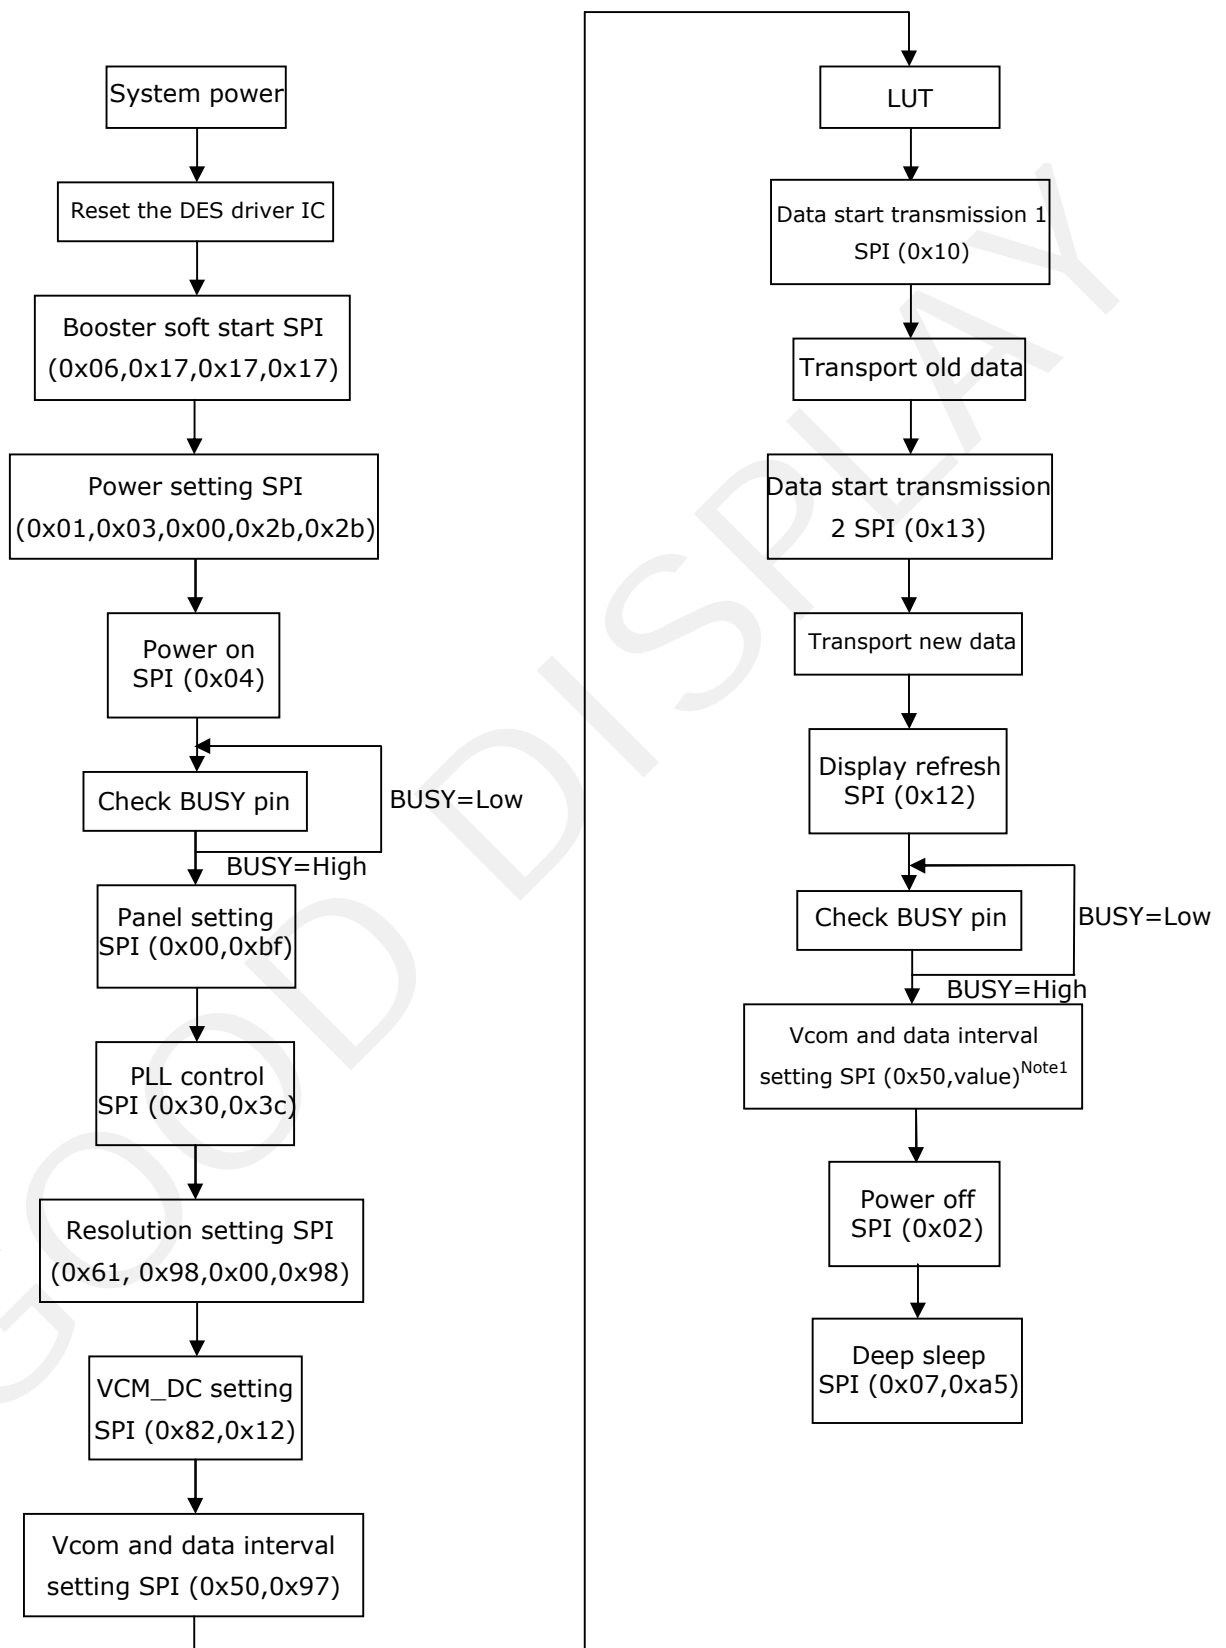 System power
Reset the DES driver IC
Booster soft start SPI
(0x06,0x17,0x17,0x17)
Power setting SPI
(0x01,0x03,0x00,0x2b,0x2b)
Power on
SPI (0x04)
Check BUSY pin
BUSY=Low
BUSY=High
Panel setting
SPI (0x00,0xbf)
PLL control
SPI (0x30,0x3c)
Resolution setting SPI
(0x61, 0x98,0x00,0x98)
VCM_DC setting
SPI (0x82,0x12)
Vcom and data interval
setting SPI (0x50,0x97)
LUT
Data start transmission 1
SPI (0x10)
Transport old data
Data start transmission
2 SPI (0x13)
Transport new data
Display refresh
SPI (0x12)
Check BUSY pin
BUSY=Low
BUSY=High
Vcom and data interval
setting SPI (0x50,value)Note1
Power off
SPI (0x02)
Deep sleep
SPI (0x07,0xa5)
GOOD DISPLAY